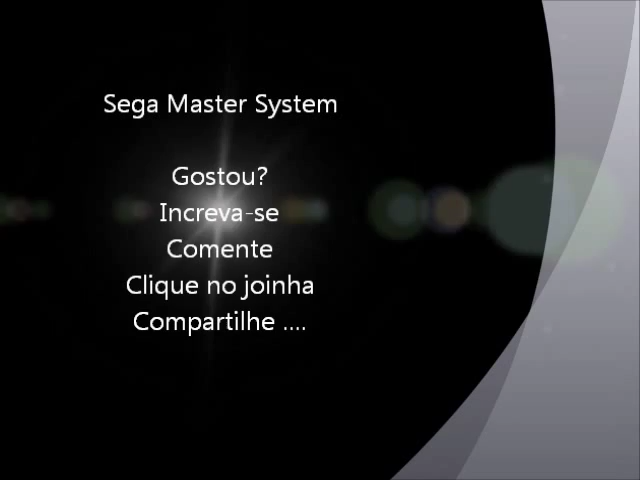 Sega Master System
Gostou?
Increva-se
Comente
Clique no joinha
Compartilhe ....